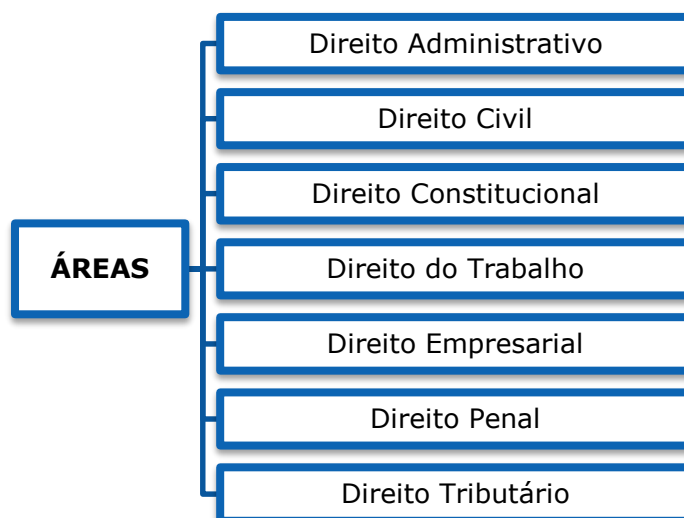 Direito Administrativo
Direito Civil
Direito Constitucional
ÁREAS
Direito do Trabalho
Direito Empresarial
Direito Penal
Direito Tributário